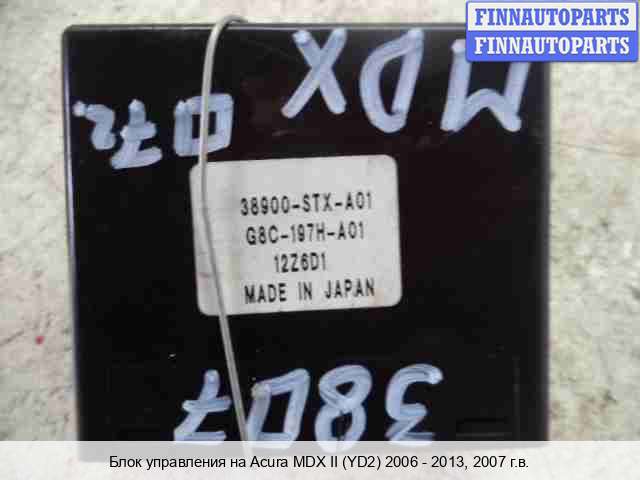 FINNAUTOPARTS
FINNAUTOPARTS
MDX
07г.
38900-STX-A01
G8C-197H-A01
12Z6D1
MADE IN JAPAN
3807
Блок управления на Acura MDX II (YD2) 2006 - 2013, 2007 г.в.